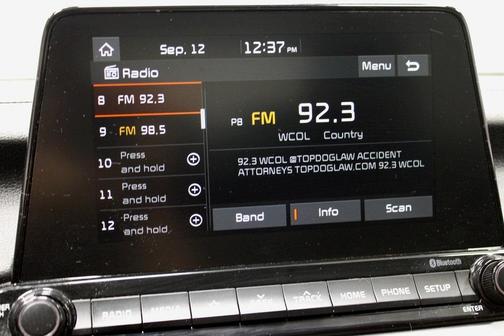 Sep. 12 12:37 PM
Radio Menu
8 FM 92.3
9 FM 98.5
10 Press and hold
11 Press and hold
12 Press and hold
P8 FM 92.3
WCOL Country
92.3 WCOL @TOPDOGLAW ACCIDENT
ATTORNEYS TOPDOGLAW.COM 92.3 WCOL
Band Info Scan
Bluetooth
RADIO MEDIA SEEK TRACK HOME PHONE SETUP
ENTER